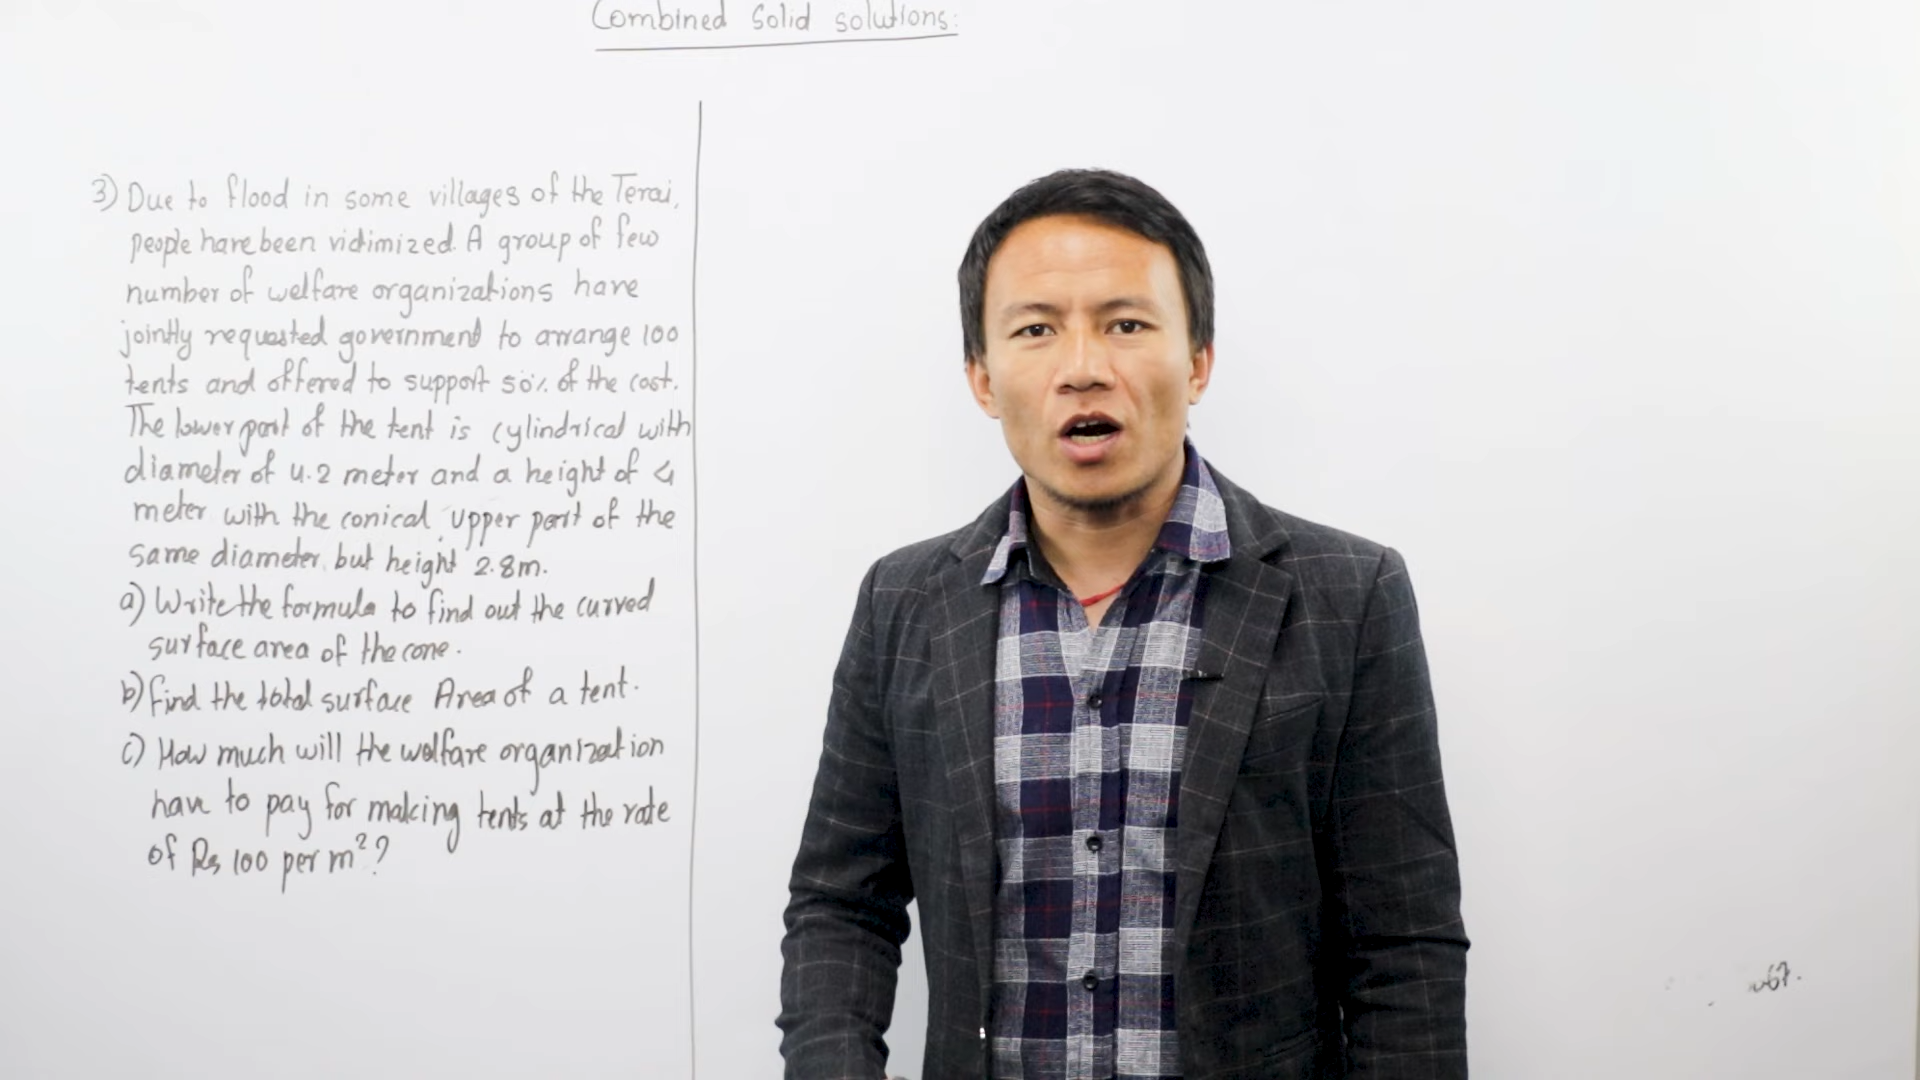 Combined Solid solutions:
3) Due to flood in some villages of the Terai,
people have been victimized. A group of few
number of welfare organizations have
jointly requested government to arrange 100
tents and offered to support 50% of the cost.
The lower part of the tent is cylindrical with
diameter of 4.2 meter and a height of 4
meter with the conical upper part of the
same diameter but height 2.8m.
a) Write the formula to find out the curved
surface area of the cone.
b) Find the total surface Area of a tent.
c) How much will the welfare organization
have to pay for making tents at the rate
of Rs 100 per m²?